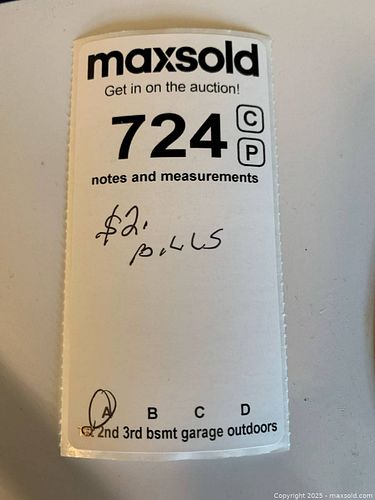 maxsold
Get in on the auction!
724 C
P
notes and measurements
$2.
BILLS
A B C D
2nd 3rd bsmt garage outdoors
Copyright 2025 - maxsold.com